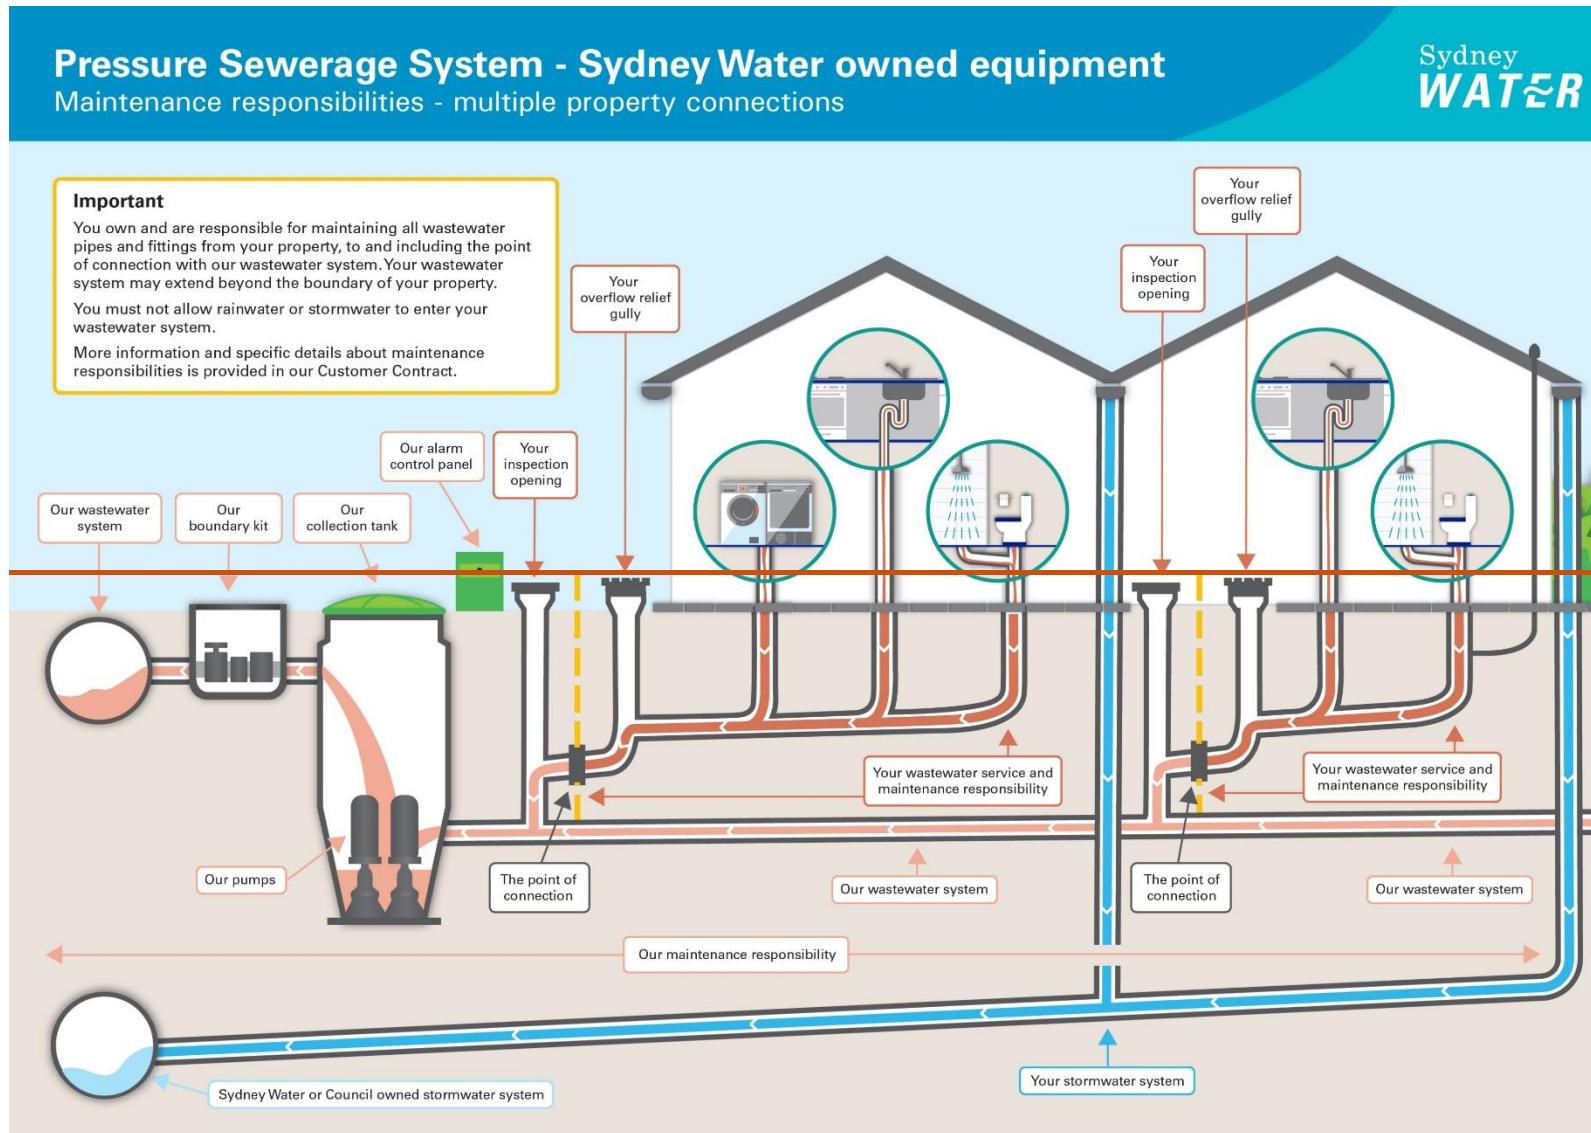 Pressure Sewerage System - Sydney Water owned equipment
Maintenance responsibilities - multiple property connections
Sydney
WATER
Important
You own and are responsible for maintaining all wastewater
pipes and fittings from your property, to and including the point
of connection with our wastewater system. Your wastewater
system may extend beyond the boundary of your property.
You must not allow rainwater or stormwater to enter your
wastewater system.
More information and specific details about maintenance
responsibilities is provided in our Customer Contract.
Your
overflow relief
gully
Your
inspection
opening
Your
overflow relief
gully
Our alarm
control panel
Your
inspection
opening
Our wastewater
system
Our
boundary kit
Our
collection tank
Your wastewater service and
maintenance responsibility
Your wastewater service and
maintenance responsibility
Our pumps
The point of
connection
Our wastewater system
The point of
connection
Our wastewater system
Our maintenance responsibility
Your stormwater system
Sydney Water or Council owned stormwater system